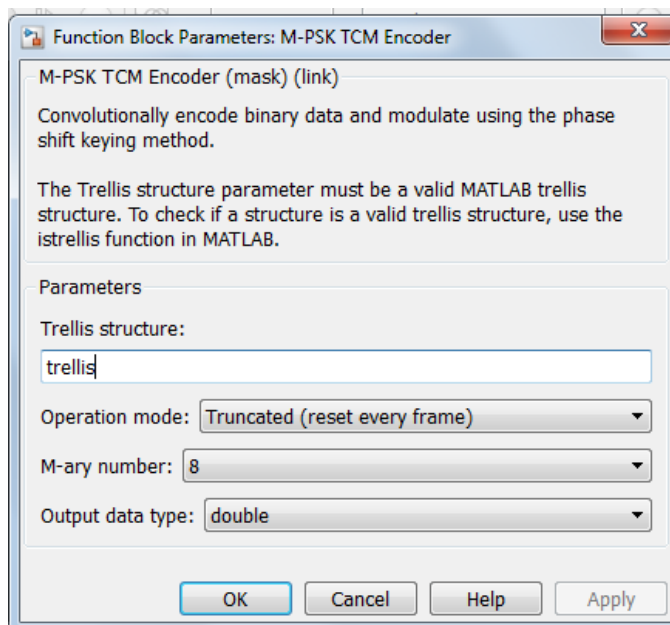 Function Block Parameters: M-PSK TCM Encoder
M-PSK TCM Encoder (mask) (link)
Convolutionally encode binary data and modulate using the phase
shift keying method.
The Trellis structure parameter must be a valid MATLAB trellis
structure. To check if a structure is a valid trellis structure, use the
istrellis function in MATLAB.
Parameters
Trellis structure:
trellis
Operation mode: Truncated (reset every frame)
M-ary number: 8
Output data type: double
OK Cancel Help Apply